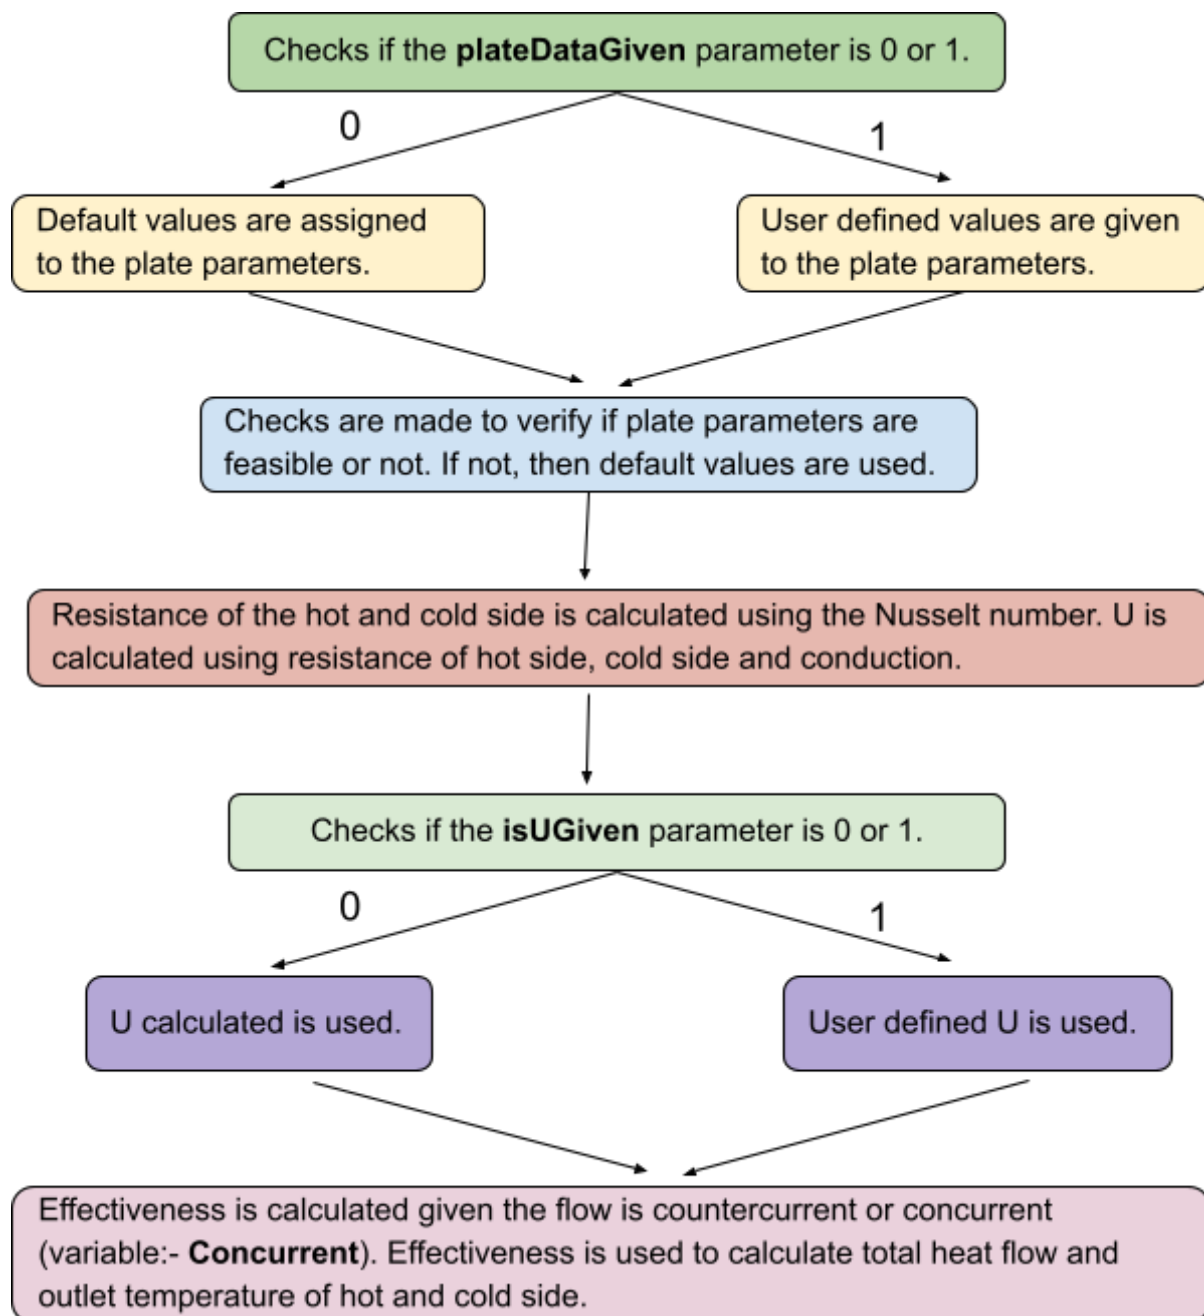 Checks if the plateDataGiven parameter is 0 or 1.
0
1
Default values are assigned
to the plate parameters.
User defined values are given
to the plate parameters.
Checks are made to verify if plate parameters are
feasible or not. If not, then default values are used.
Resistance of the hot and cold side is calculated using the Nusselt number. U is
calculated using resistance of hot side, cold side and conduction.
Checks if the isUGiven parameter is 0 or 1.
0
1
U calculated is used.
User defined U is used.
Effectiveness is calculated given the flow is countercurrent or concurrent
(variable:- Concurrent). Effectiveness is used to calculate total heat flow and
outlet temperature of hot and cold side.